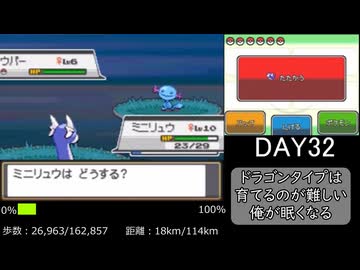 ウパー♀Lv6
HP
たたかう
ミニリュウ♀Lv10
HP
23/29
バッグ
にげる
ポケモン
ミニリュウは どうする?
DAY32
ドラゴンタイプは
育てるのが難しい
俺が眠くなる
0%
100%
歩数:26,963/162,857 距離:18km/114km